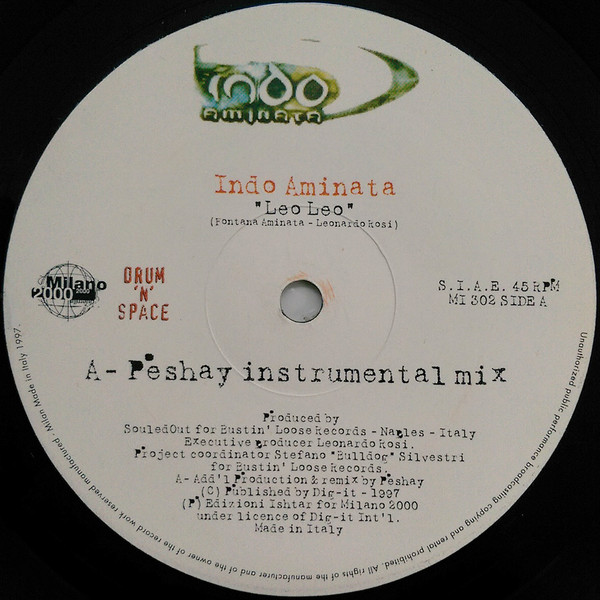 indo
AMINATA
Indo Aminata
"Leo Leo"
(Fontana Aminata - Leonardo Rosi)
Milano
2000 2000
DRUM
'N'
SPACE
S.I.A.E. 45 RPM
MI 302 SIDE A
A- Peshay instrumental mix
Produced by
SouledOut for Bustin' Loose Records - Naples - Italy
Executive producer Leonardo Rosi.
Project coordinator Stefano "Bulldog" Silvestri
for Bustin' Loose Records.
A- Add'l Production & remix by Peshay
(C) Published by Dig-it - 1997
(P) Edizioni Ishtar for Milano 2000
under licence of Dig-it Int'l.
Made in Italy
Unauthorized public performance broadcasting copying and rental prohibited. All rights of the manufacturer and of the owner of the record work reserved manufactured. Milan Made in Italy 1997.